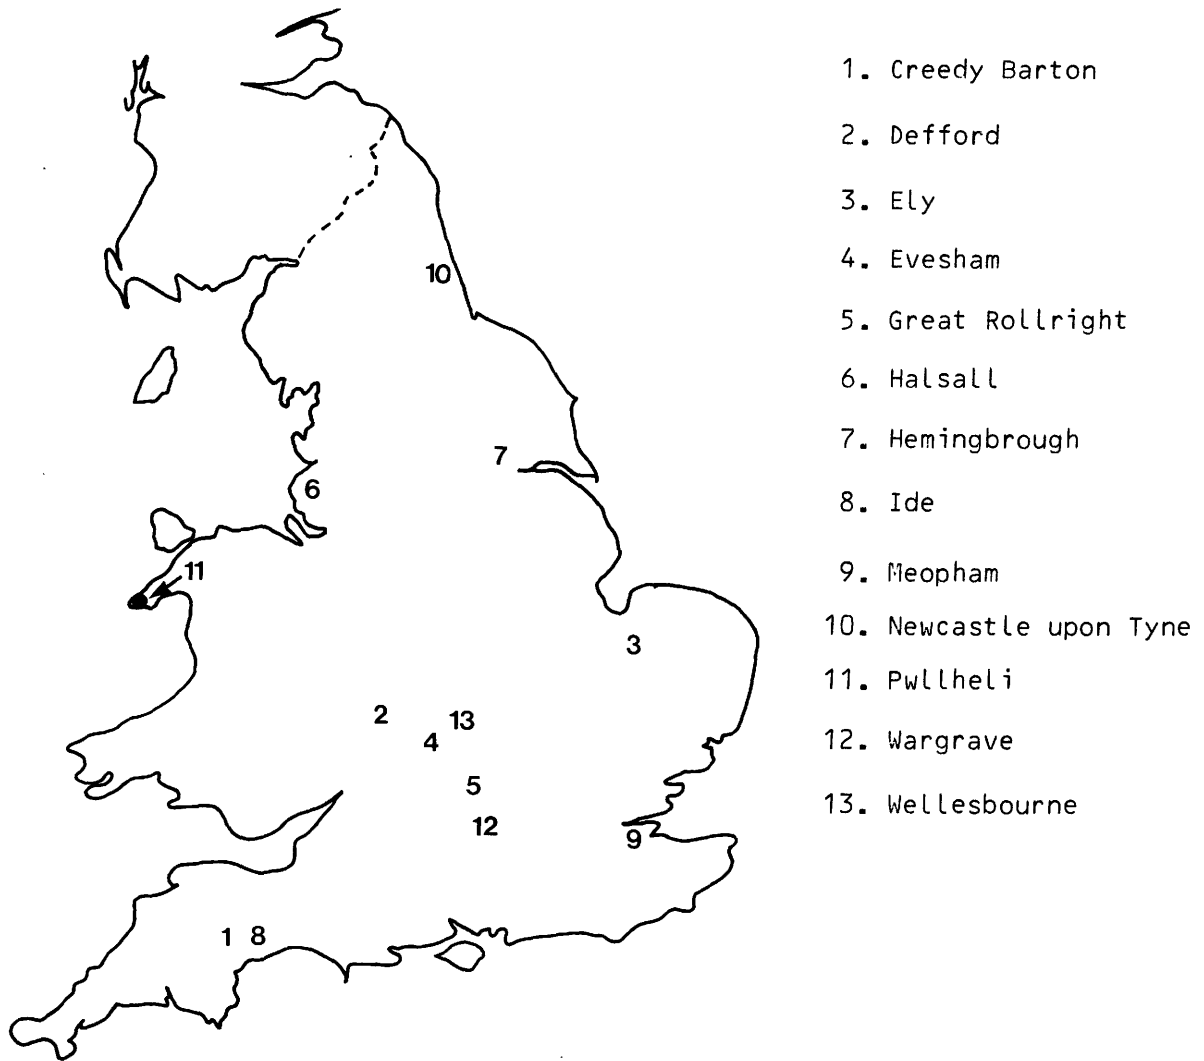 1. Creedy Barton
2. Defford
3. Ely
4. Evesham
5. Great Rollright
6. Halsall
7. Hemingbrough
8. Ide
9. Meopham
10. Newcastle upon Tyne
11. Pwllheli
12. Wargrave
13. Wellesbourne
10
7
6
11
3
2
13
4
5
12
9
1
8